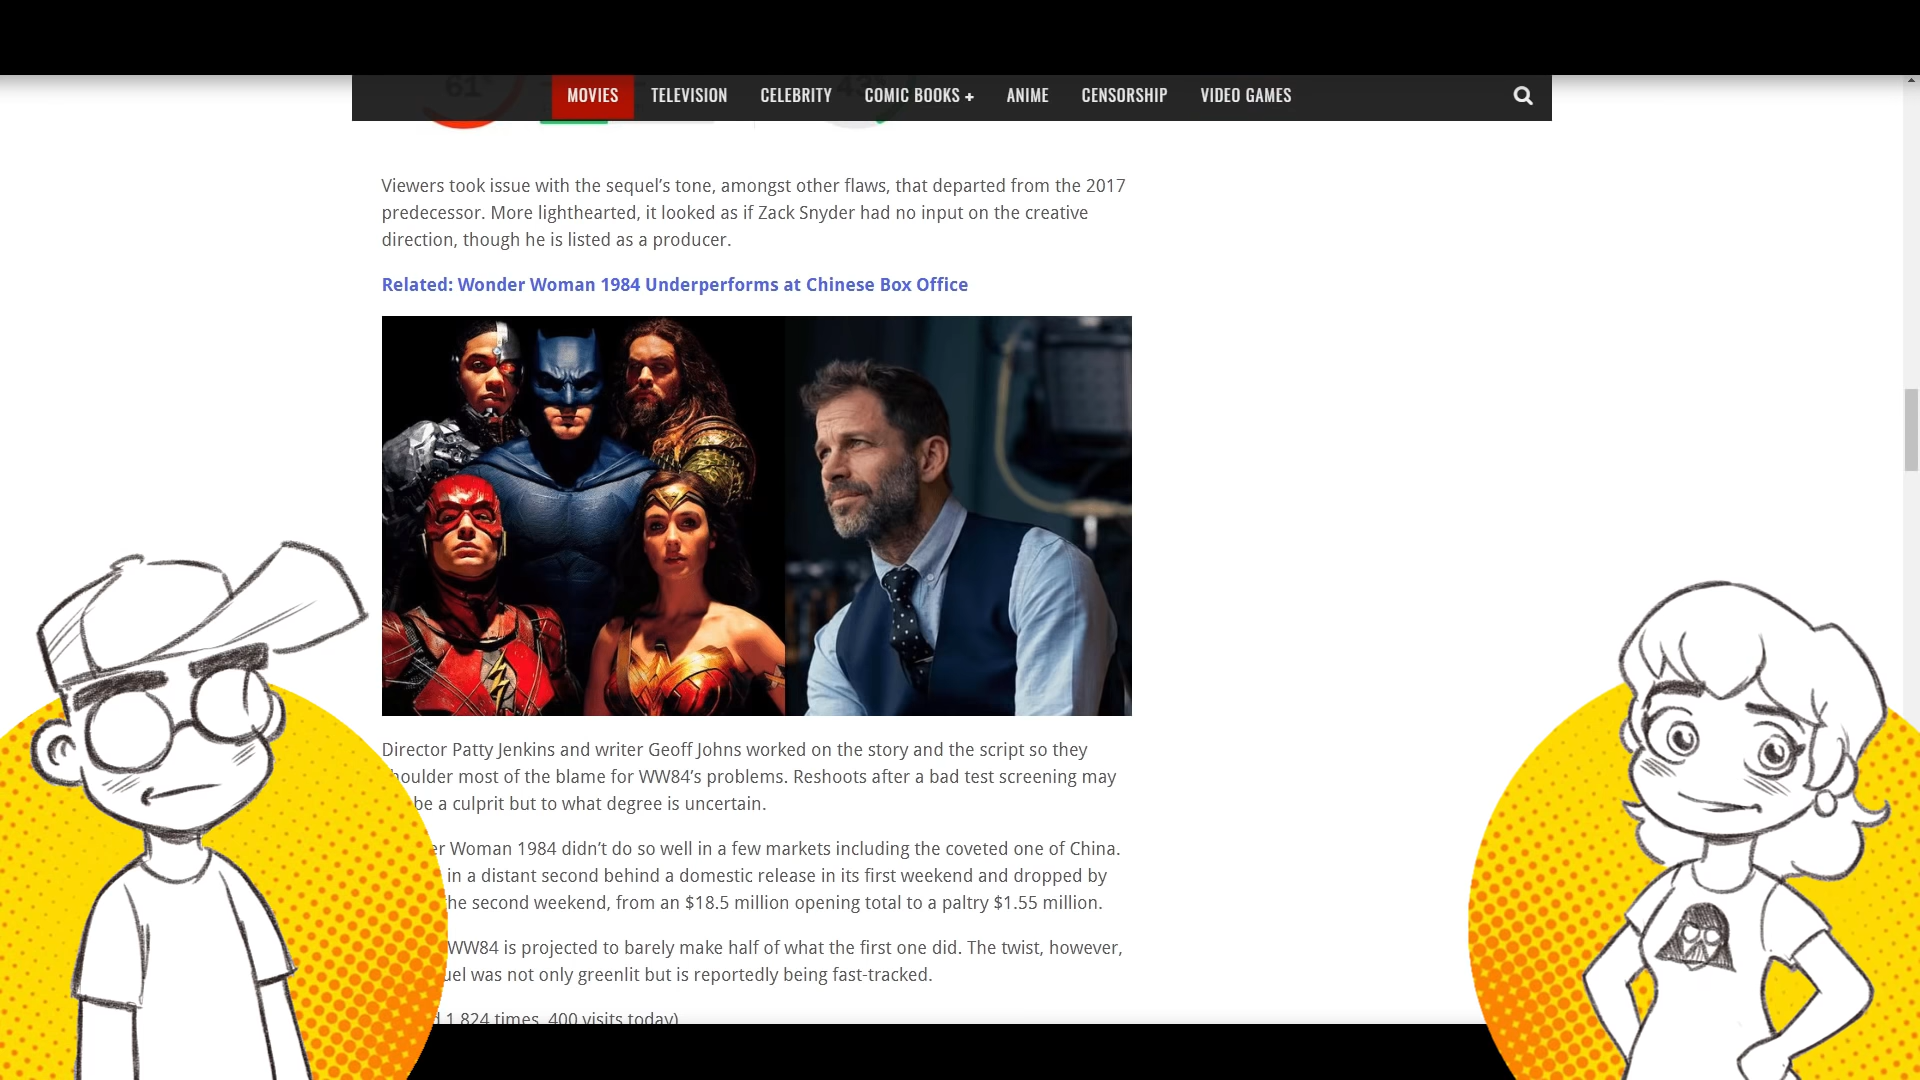 61
43
MOVIES TELEVISION CELEBRITY COMIC BOOKS + ANIME CENSORSHIP VIDEO GAMES
Viewers took issue with the sequel’s tone, amongst other flaws, that departed from the 2017
predecessor. More lighthearted, it looked as if Zack Snyder had no input on the creative
direction, though he is listed as a producer.
Related: Wonder Woman 1984 Underperforms at Chinese Box Office
Director Patty Jenkins and writer Geoff Johns worked on the story and the script so they
houlder most of the blame for WW84’s problems. Reshoots after a bad test screening may
be a culprit but to what degree is uncertain.
er Woman 1984 didn’t do so well in a few markets including the coveted one of China.
in a distant second behind a domestic release in its first weekend and dropped by
he second weekend, from an $18.5 million opening total to a paltry $1.55 million.
WW84 is projected to barely make half of what the first one did. The twist, however,
uel was not only greenlit but is reportedly being fast-tracked.
d 1,824 times, 400 visits today)